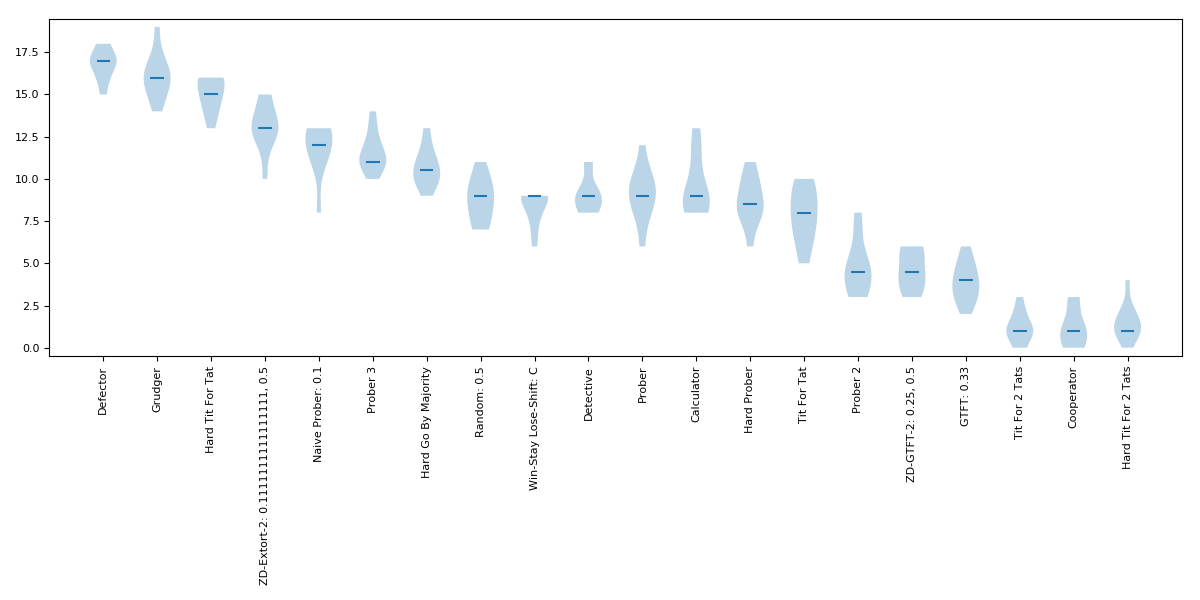 17.5
15.0
12.5
10.0
7.5
5.0
2.5
0.0
Defector
Grudger
Hard Tit For Tat
ZD-Extort-2: 0.1111111111111111, 0.5
Naive Prober: 0.1
Prober 3
Hard Go By Majority
Random: 0.5
Win-Stay Lose-Shift: C
Detective
Prober
Calculator
Hard Prober
Tit For Tat
Prober 2
ZD-GTFT-2: 0.25, 0.5
GTFT: 0.33
Tit For 2 Tats
Cooperator
Hard Tit For 2 Tats